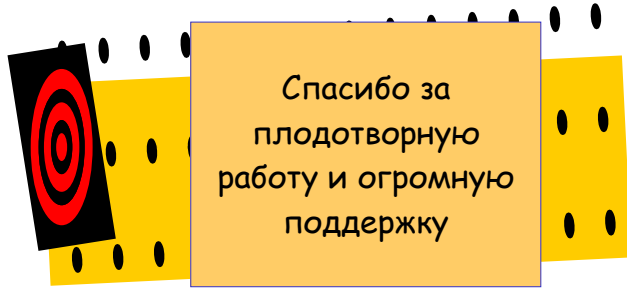 Спасибо за
плодотворную
работу и огромную
поддержку